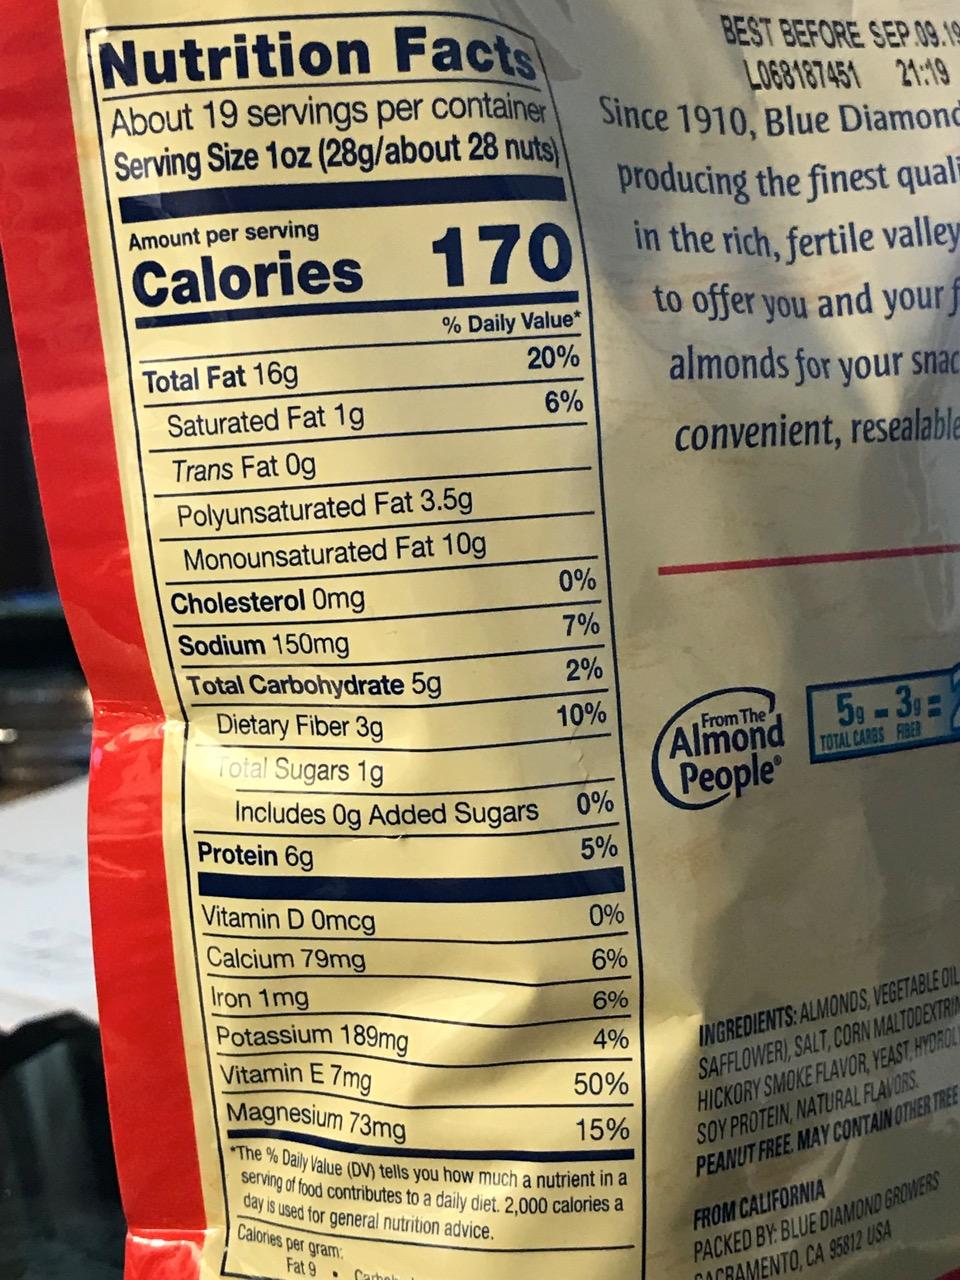 Nutrition Facts
About 19 servings per container
Serving Size 1oz (28g/about 28 nuts)
Amount per serving
Calories 170
% Daily Value*
Total Fat 16g 20%
Saturated Fat 1g 6%
Trans Fat 0g
Polyunsaturated Fat 3.5g
Monounsaturated Fat 10g
Cholesterol 0mg 0%
Sodium 150mg 7%
Total Carbohydrate 5g 2%
Dietary Fiber 3g 10%
Total Sugars 1g
Includes 0g Added Sugars 0%
Protein 6g 5%
Vitamin D 0mcg 0%
Calcium 79mg 6%
Iron 1mg 6%
Potassium 189mg 4%
Vitamin E 7mg 50%
Magnesium 73mg 15%
*The % Daily Value (DV) tells you how much a nutrient in a
serving of food contributes to a daily diet. 2,000 calories a
day is used for general nutrition advice.
Calories per gram:
Fat 9 •
BEST BEFORE SEP.09.19
L068187451 21:19
Since 1910, Blue Diamond
producing the finest quali
in the rich, fertile valley
to offer you and your f
almonds for your snac
convenient, resealable
From The
Almond
People®
5g - 3g =
TOTAL CARBS FIBER
INGREDIENTS: ALMONDS, VEGETABLE OIL
SAFFLOWER), SALT, CORN MALTODEXTRIN
HICKORY SMOKE FLAVOR, YEAST, HYDROL
SOY PROTEIN, NATURAL FLAVORS.
PEANUT FREE. MAY CONTAIN OTHER TREE
FROM CALIFORNIA
PACKED BY: BLUE DIAMOND GROWERS
SACRAMENTO, CA 95812 USA